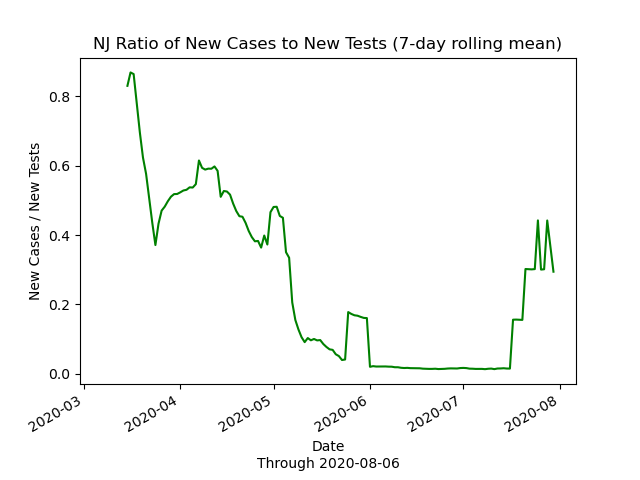 NJ Ratio of New Cases to New Tests (7-day rolling mean)
New Cases / New Tests
0.8
0.6
0.4
0.2
0.0
2020-03
2020-04
2020-05
2020-06
2020-07
2020-08
Date
Through 2020-08-06